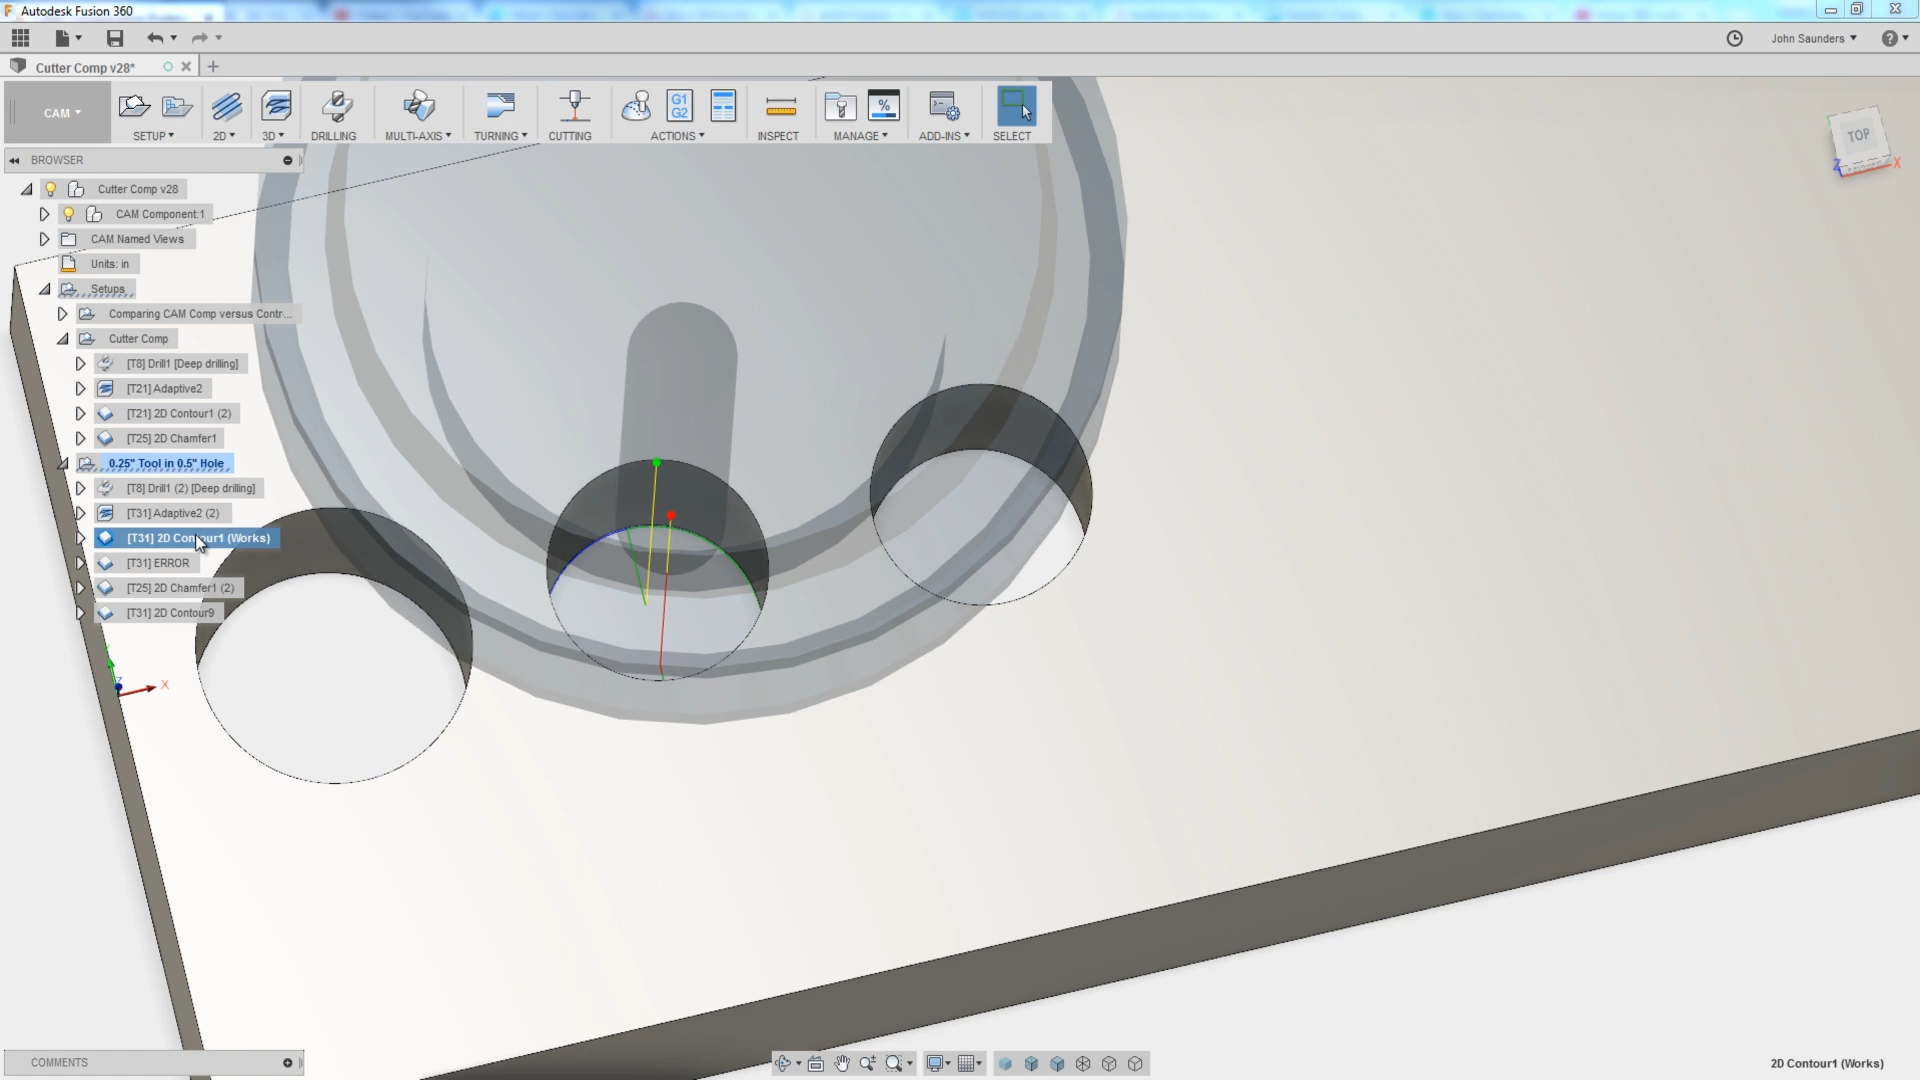 Autodesk Fusion 360
John Saunders
Cutter Comp v28*
CAM
SETUP
2D
3D
DRILLING
MULTI-AXIS
TURNING
CUTTING
G1
G2
ACTIONS
INSPECT
%
MANAGE
ADD-INS
SELECT
TOP
Z
X
BROWSER
Cutter Comp v28
CAM Component:1
CAM Named Views
Units: in
Setups
Comparing CAM Comp versus Contr...
Cutter Comp
[T8] Drill1 [Deep drilling]
[T21] Adaptive2
[T21] 2D Contour1 (2)
[T25] 2D Chamfer1
0.25" Tool in 0.5" Hole
[T8] Drill1 (2) [Deep drilling]
[T31] Adaptive2 (2)
[T31] 2D Contour1 (Works)
[T31] ERROR
[T25] 2D Chamfer1 (2)
[T31] 2D Contour9
Z
X
COMMENTS
2D Contour1 (Works)